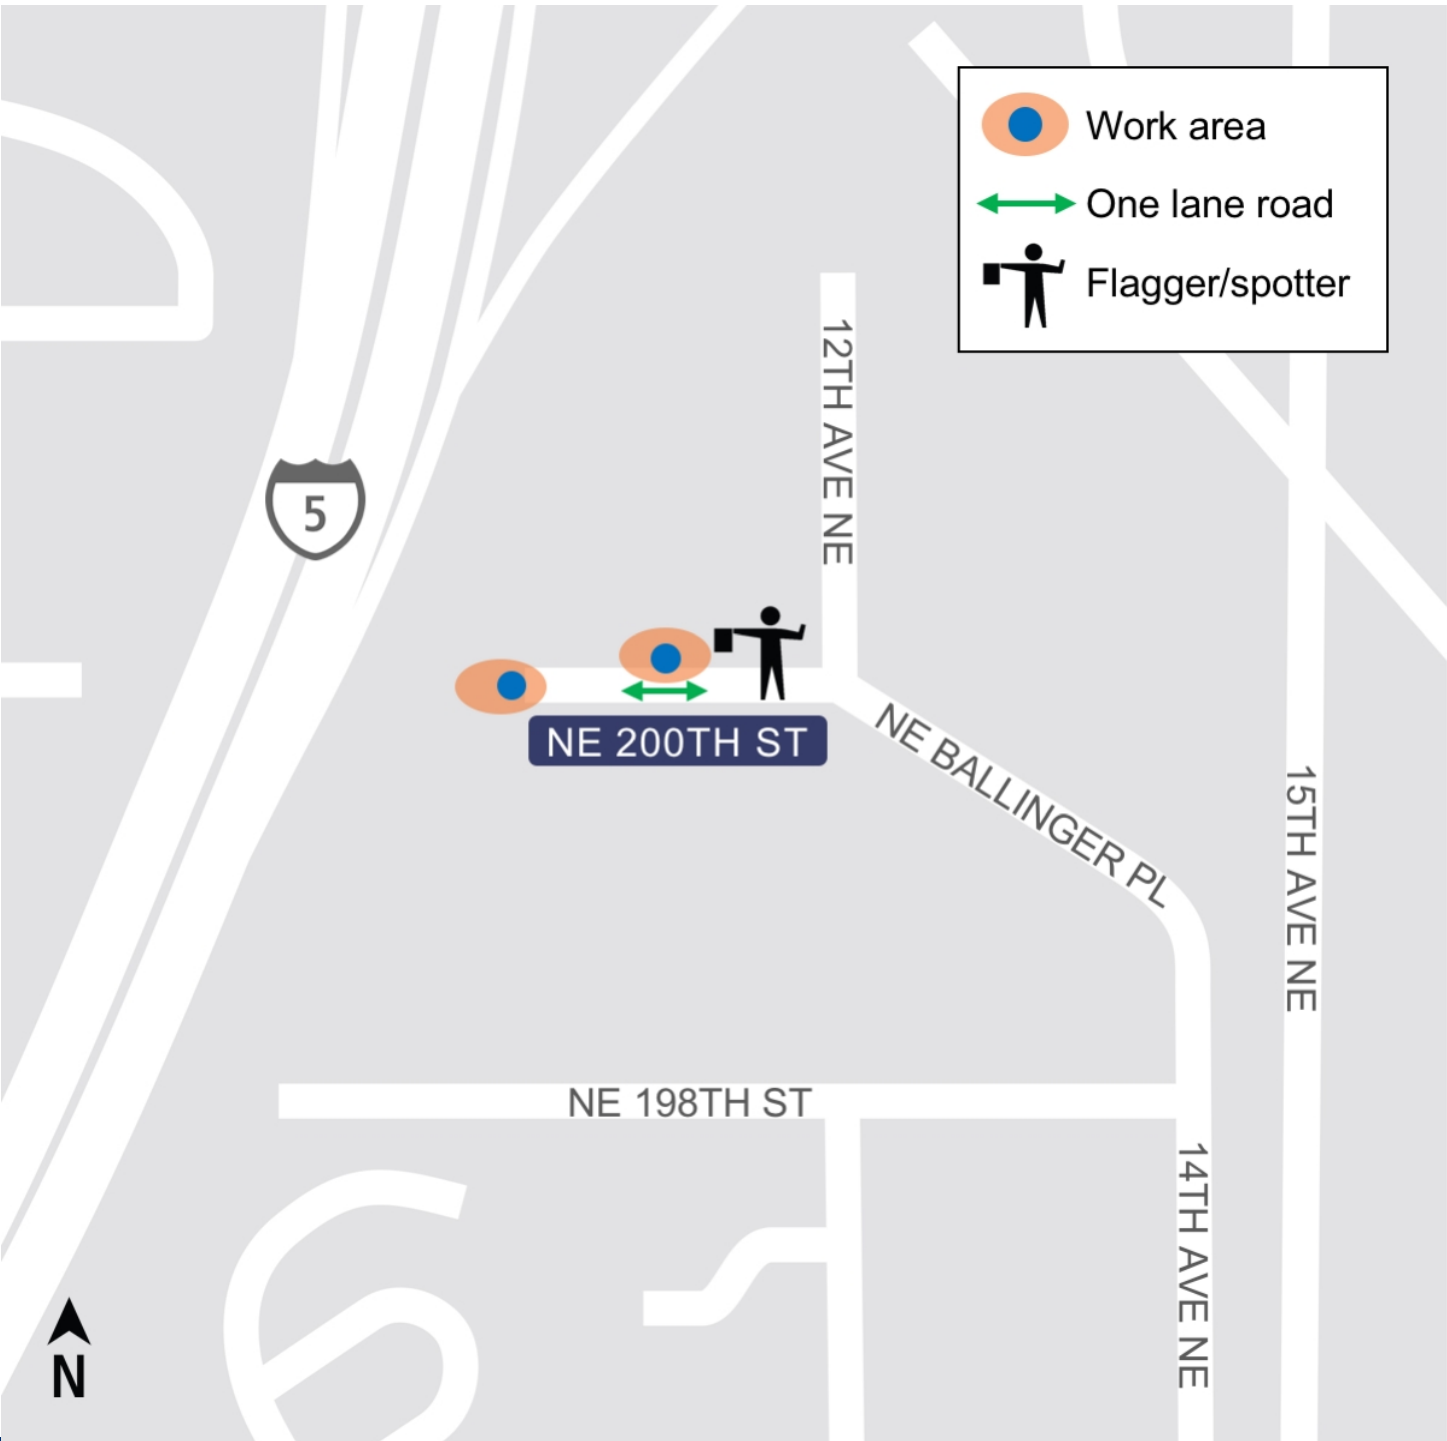 Work area
One lane road
Flagger/spotter
12TH AVE NE
5
NE 200TH ST
NE BALLINGER PL
15TH AVE NE
NE 198TH ST
14TH AVE NE
N